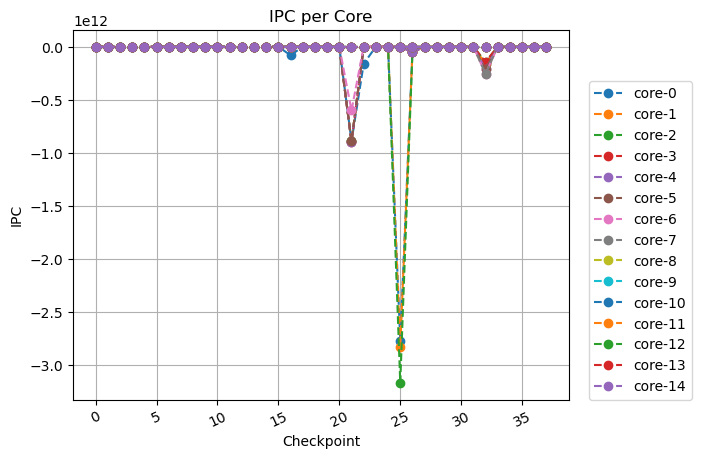 IPC per Core
1e12
0.0
−0.5
−1.0
−1.5
−2.0
−2.5
−3.0
IPC
0 5 10 15 20 25 30 35
Checkpoint
core-0
core-1
core-2
core-3
core-4
core-5
core-6
core-7
core-8
core-9
core-10
core-11
core-12
core-13
core-14